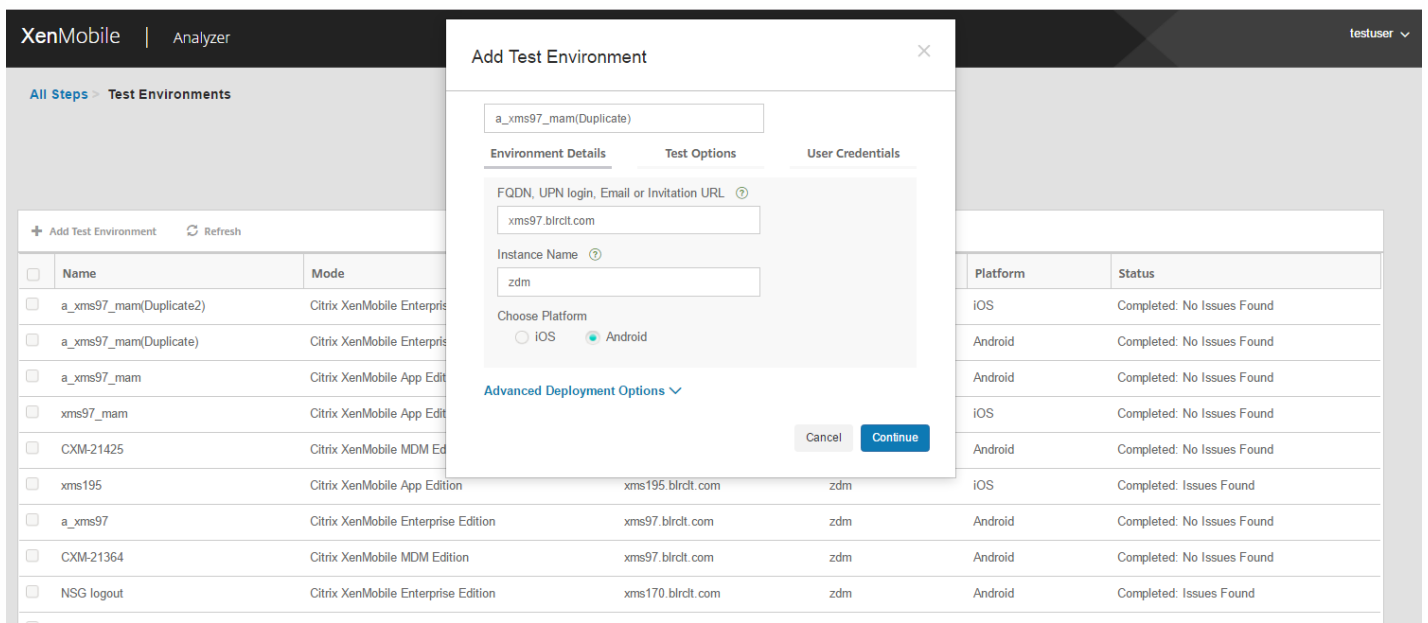 XenMobile | Analyzer
testuser
All Steps > Test Environments
Add Test Environment
a_xms97_mam(Duplicate)
Environment Details Test Options User Credentials
FQDN, UPN login, Email or Invitation URL ?
xms97.blrclt.com
Instance Name ?
zdm
Choose Platform
iOS Android
Advanced Deployment Options
Cancel Continue
+ Add Test Environment Refresh
Name Mode Platform Status
a_xms97_mam(Duplicate2) Citrix XenMobile Enterpris iOS Completed: No Issues Found
a_xms97_mam(Duplicate) Citrix XenMobile Enterpris Android Completed: No Issues Found
a_xms97_mam Citrix XenMobile App Edit Android Completed: No Issues Found
xms97_mam Citrix XenMobile App Edit iOS Completed: No Issues Found
CXM-21425 Citrix XenMobile MDM Ed Android Completed: No Issues Found
xms195 Citrix XenMobile App Edition xms195.blrclt.com zdm iOS Completed: Issues Found
a_xms97 Citrix XenMobile Enterprise Edition xms97.blrclt.com zdm Android Completed: No Issues Found
CXM-21364 Citrix XenMobile MDM Edition xms97.blrclt.com zdm Android Completed: No Issues Found
NSG logout Citrix XenMobile Enterprise Edition xms170.blrclt.com zdm Android Completed: Issues Found